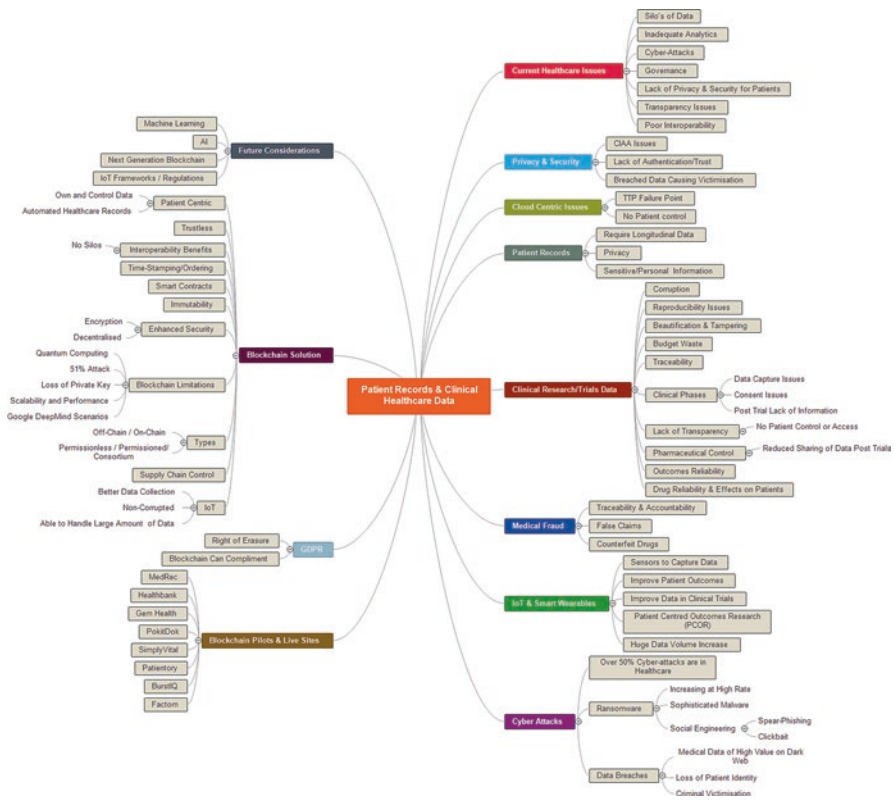 Patient Records & Clinical
Healthcare Data
Current Healthcare Issues
Silo's of Data
Inadequate Analytics
Cyber-Attacks
Governance
Lack of Privacy & Security for Patients
Transparency Issues
Poor Interoperability
Privacy & Security
CIAA Issues
Lack of Authentication/Trust
Breached Data Causing Victimisation
Cloud Centric Issues
TTP Failure Point
No Patient control
Patient Records
Require Longitudinal Data
Privacy
Sensitive/Personal Information
Clinical Research/Trials Data
Corruption
Reproducibility Issues
Beautification & Tampering
Budget Waste
Traceability
Clinical Phases
Data Capture Issues
Consent Issues
Post Trial Lack of Information
Lack of Transparency
No Patient Control or Access
Pharmaceutical Control
Reduced Sharing of Data Post Trials
Outcomes Reliability
Drug Reliability & Effects on Patients
Medical Fraud
Traceability & Accountability
False Claims
Counterfeit Drugs
IoT & Smart Wearables
Sensors to Capture Data
Improve Patient Outcomes
Improve Data in Clinical Trials
Patient Centred Outcomes Research
(PCOR)
Huge Data Volume Increase
Cyber Attacks
Over 50% Cyber-attacks are in
Healthcare
Ransomware
Increasing at High Rate
Sophisticated Malware
Social Engineering
Spear-Phishing
Clickbait
Data Breaches
Medical Data of High Value on Dark
Web
Loss of Patient Identity
Criminal Victimisation
Future Considerations
Machine Learning
AI
Next Generation Blockchain
IoT Frameworks / Regulations
Blockchain Solution
Patient Centric
Own and Control Data
Automated Healthcare Records
Trustless
Interoperability Benefits
No Silos
Time-Stamping/Ordering
Smart Contracts
Immutability
Enhanced Security
Encryption
Decentralised
Blockchain Limitations
Quantum Computing
51% Attack
Loss of Private Key
Scalability and Performance
Google DeepMind Scenarios
Types
Off-Chain / On-Chain
Permissionless / Permissioned/
Consortium
Supply Chain Control
IoT
Better Data Collection
Non-Corrupted
Able to Handle Large Amount of Data
GDPR
Right of Erasure
Blockchain Can Compliment
Blockchain Pilots & Live Sites
MedRec
Healthbank
Gem Health
PokitDok
SimplyVital
Patientory
BurstIQ
Factom